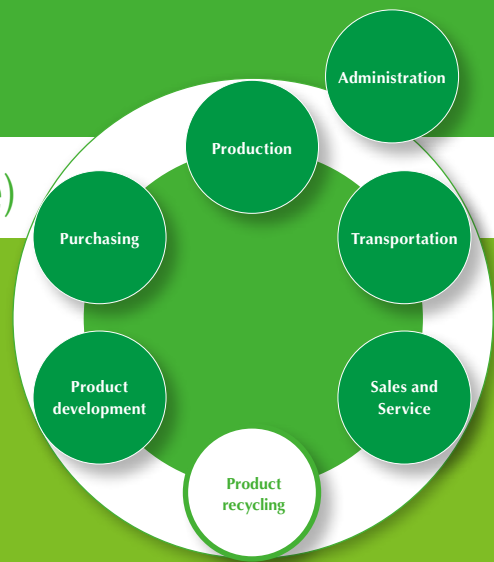 Administration
Production
e)
Purchasing
Transportation
Product
development
Sales and
Service
Product
recycling